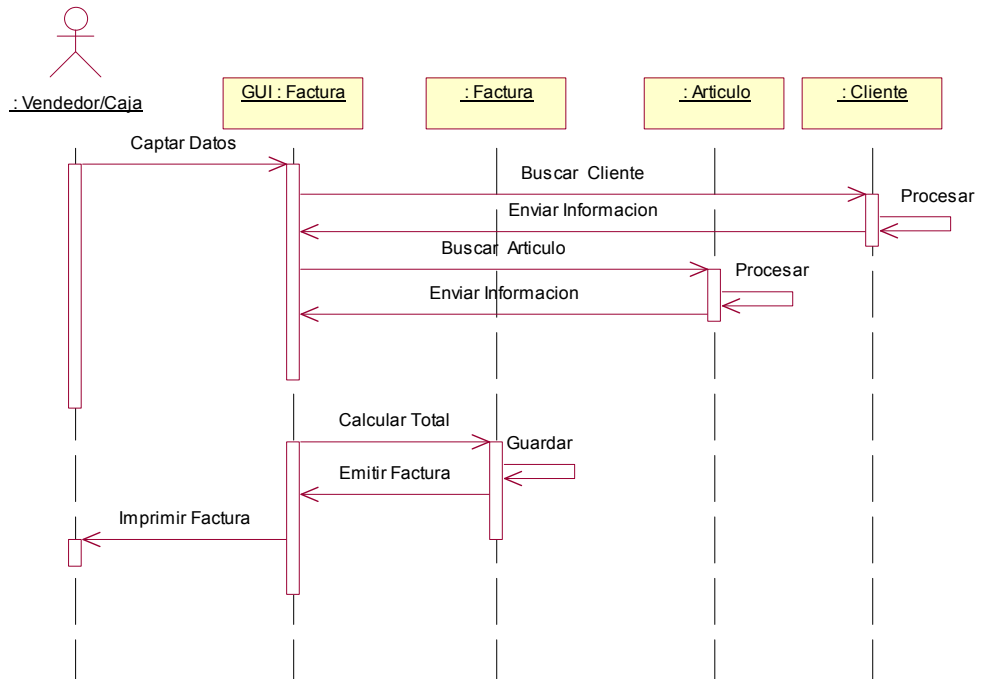 : Vendedor/Caja
GUI : Factura
: Factura
: Articulo
: Cliente
Captar Datos
Buscar Cliente
Procesar
Enviar Informacion
Buscar Articulo
Procesar
Enviar Informacion
Calcular Total
Guardar
Emitir Factura
Imprimir Factura